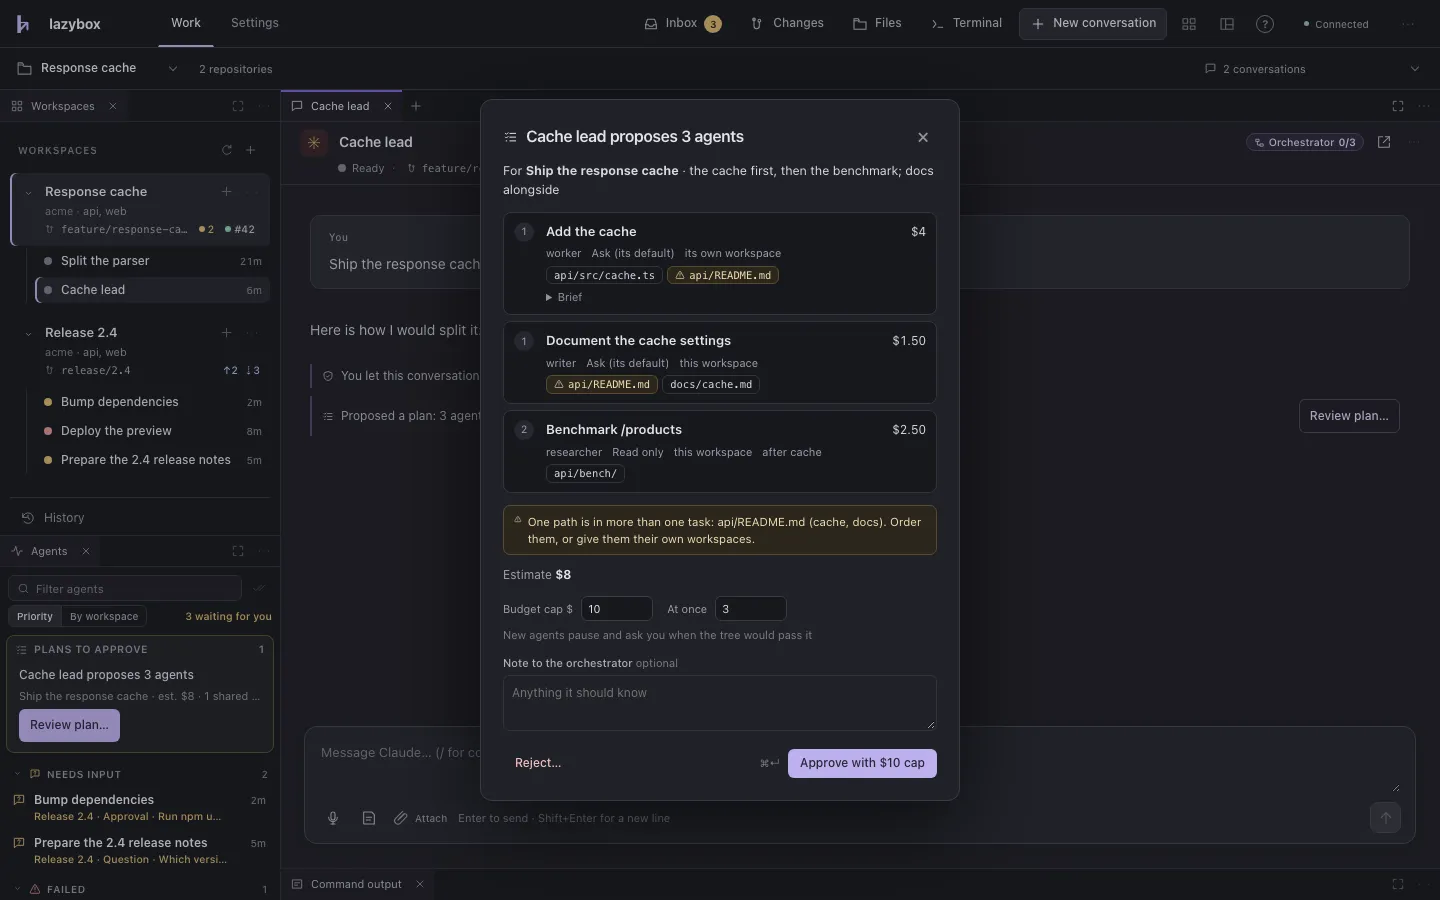 lazybox
Work
Settings
Inbox 3
Changes
Files
Terminal
New conversation
Connected
Response cache
2 repositories
2 conversations
Workspaces
Cache lead
WORKSPACES
Response cache
acme · api, web
feature/response-ca… 2 #42
Split the parser 21m
Cache lead 6m
Release 2.4
acme · api, web
release/2.4 ↑2 ↓3
Bump dependencies 2m
Deploy the preview 8m
Prepare the 2.4 release notes 5m
History
Agents
Filter agents
Priority
By workspace
3 waiting for you
PLANS TO APPROVE 1
Cache lead proposes 3 agents
Ship the response cache · est. $8 · 1 shared …
Review plan…
NEEDS INPUT 2
Bump dependencies 2m
Release 2.4 · Approval · Run npm u…
Prepare the 2.4 release notes 5m
Release 2.4 · Question · Which versi…
FAILED 1
Cache lead
Ready · feature/r
Orchestrator 0/3
You
Ship the response cach
Here is how I would split it:
You let this conversation
Proposed a plan: 3 agent
Review plan…
Cache lead proposes 3 agents
For Ship the response cache · the cache first, then the benchmark; docs
alongside
1 Add the cache $4
worker Ask (its default) its own workspace
api/src/cache.ts ⚠ api/README.md
▶ Brief
1 Document the cache settings $1.50
writer Ask (its default) this workspace
⚠ api/README.md docs/cache.md
2 Benchmark /products $2.50
researcher Read only this workspace after cache
api/bench/
⚠ One path is in more than one task: api/README.md (cache, docs). Order
them, or give them their own workspaces.
Estimate $8
Budget cap $ 10 At once 3
New agents pause and ask you when the tree would pass it
Note to the orchestrator optional
Anything it should know
Reject…
⌘↵
Approve with $10 cap
Message Claude… (/ for co
Attach
Enter to send · Shift+Enter for a new line
Command output